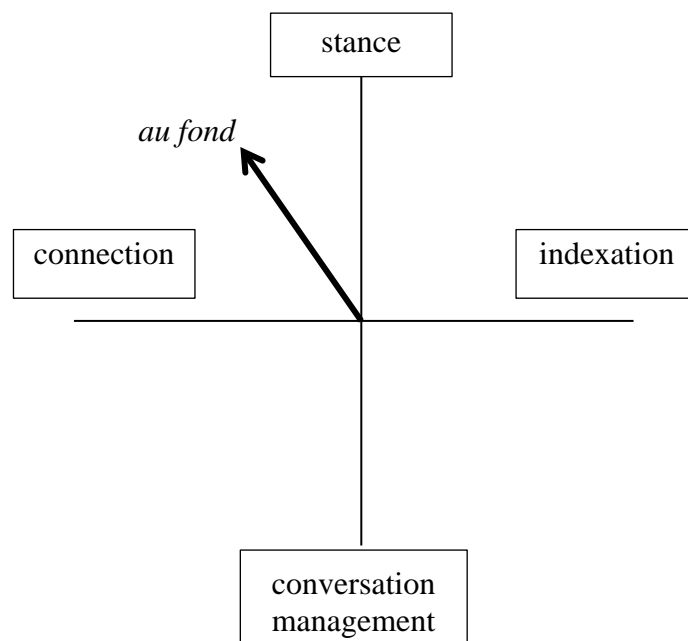 stance
au fond
connection
indexation
conversation
management